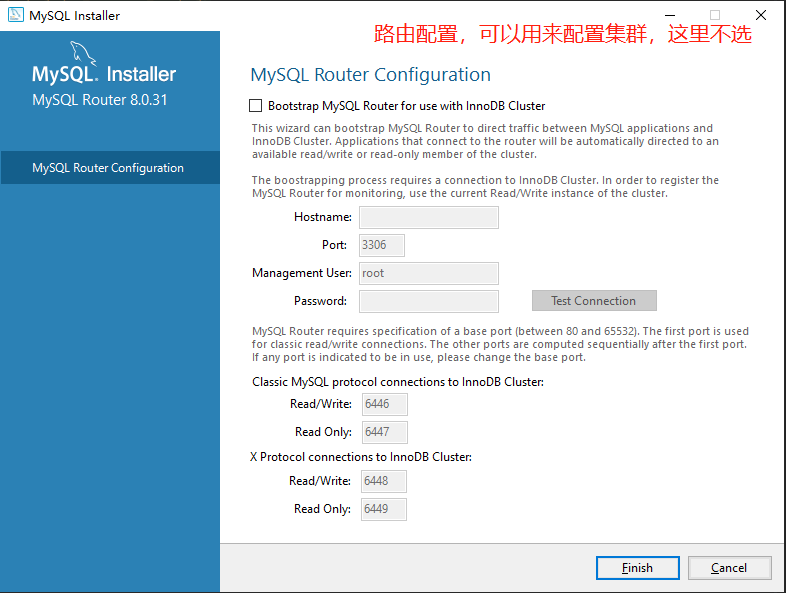 MySQL Installer
路由配置，可以用来配置集群，这里不选
MySQL. Installer
MySQL Router 8.0.31
MySQL Router Configuration
MySQL Router Configuration
Bootstrap MySQL Router for use with InnoDB Cluster
This wizard can bootstrap MySQL Router to direct traffic between MySQL applications and
InnoDB Cluster. Applications that connect to the router will be automatically directed to an
available read/write or read-only member of the cluster.
The boostrapping process requires a connection to InnoDB Cluster. In order to register the
MySQL Router for monitoring, use the current Read/Write instance of the cluster.
Hostname:
Port: 3306
Management User: root
Password: Test Connection
MySQL Router requires specification of a base port (between 80 and 65532). The first port is used
for classic read/write connections. The other ports are computed sequentially after the first port.
If any port is indicated to be in use, please change the base port.
Classic MySQL protocol connections to InnoDB Cluster:
Read/Write: 6446
Read Only: 6447
X Protocol connections to InnoDB Cluster:
Read/Write: 6448
Read Only: 6449
Finish Cancel